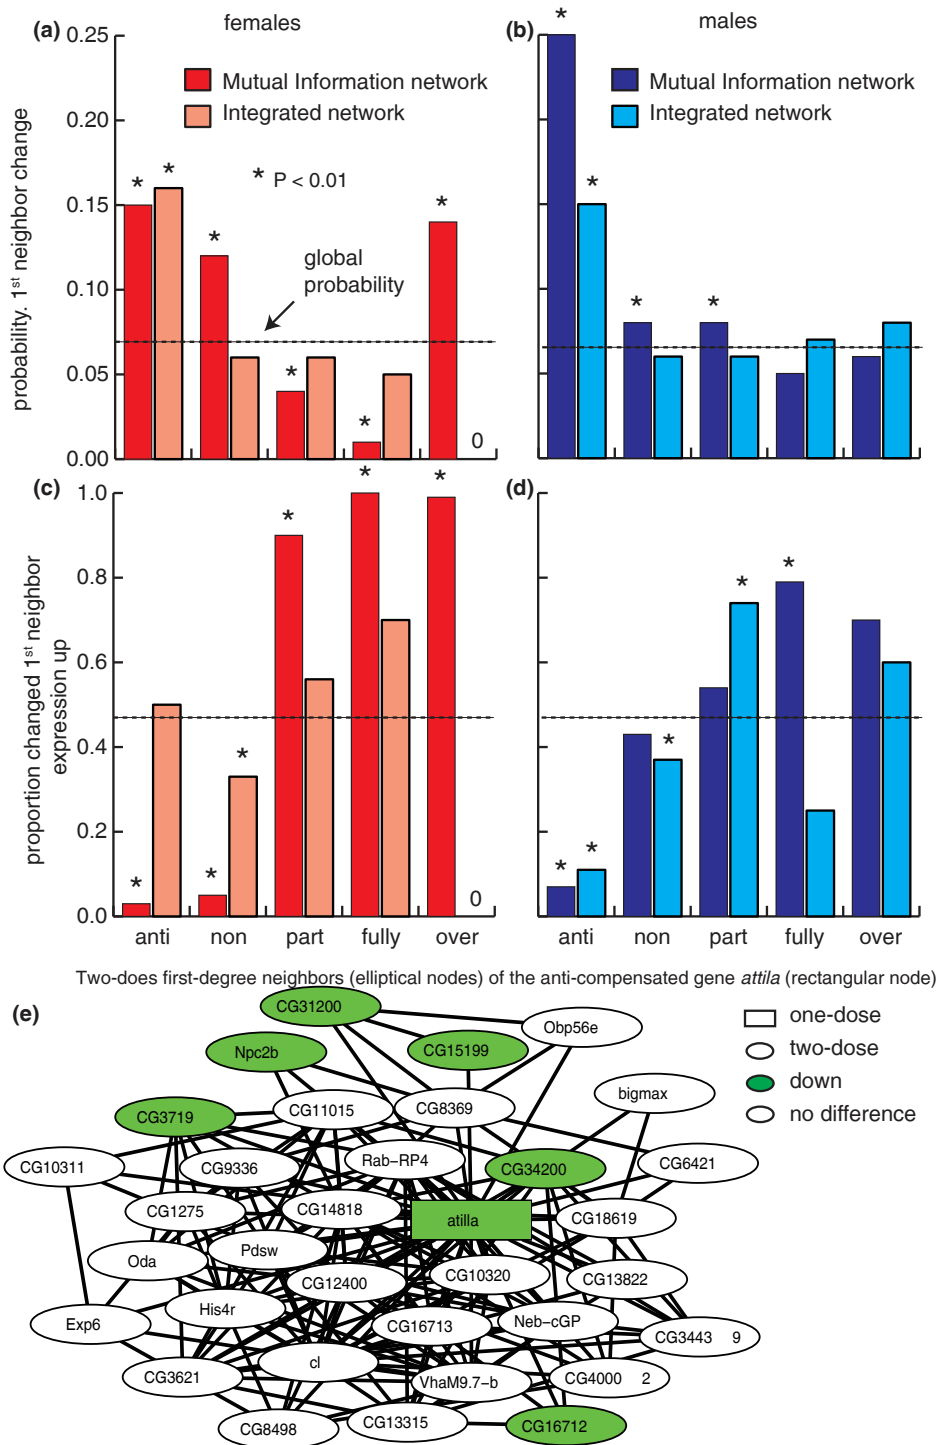 (a)
females
(b)
males
0.25
0.20
0.15
0.10
0.05
0.00
probability. 1st neighbor change
Mutual Information network
Integrated network
* P < 0.01
global
probability
* * * * * *
0
Mutual Information network
Integrated network
* * * *
(c)
(d)
1.0
0.8
0.6
0.4
0.2
0.0
proportion changed 1st neighbor
expression up
* * * * * *
0
* * * * *
anti non part fully over
anti non part fully over
Two-does first-degree neighbors (elliptical nodes) of the anti-compensated gene attila (rectangular node)
(e)
one-dose
two-dose
down
no difference
CG31200
Obp56e
Npc2b
CG15199
bigmax
CG3719
CG11015
CG8369
CG10311
CG9336
Rab-RP4
CG34200
CG6421
CG1275
CG14818
atilla
CG18619
Oda
Pdsw
CG12400
CG10320
CG13822
Exp6
His4r
CG16713
Neb-cGP
CG3443 9
CG3621
cl
VhaM9.7-b
CG4000 2
CG8498
CG13315
CG16712